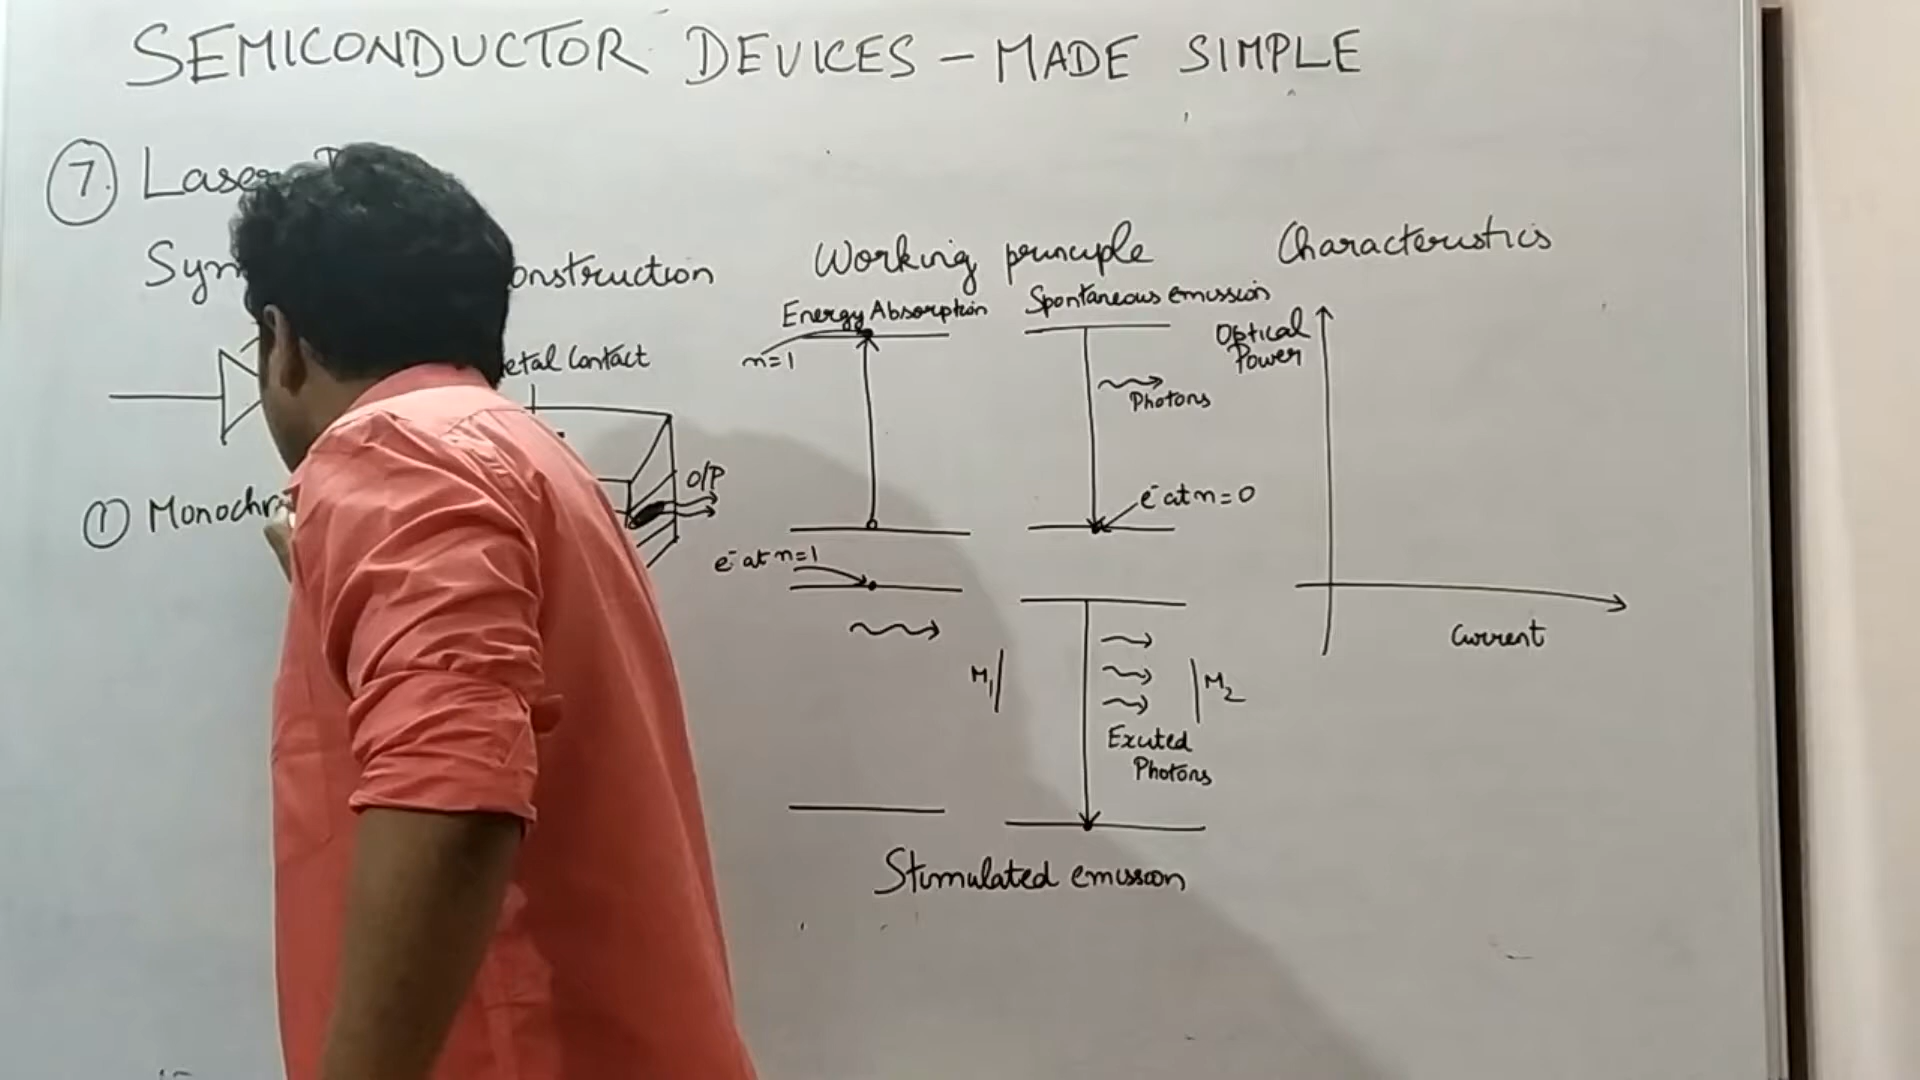 SEMICONDUCTOR DEVICES - MADE SIMPLE
7. Laser
Sym
onstruction
etal Contact
O/P
1 Monochr
Working principle
Energy Absorption
n=1
Spontaneous emission
Photons
e⁻ at n=0
e⁻ at n=1
M1
M2
Excited
Photons
Stimulated emission
Characteristics
Optical
Power
Current